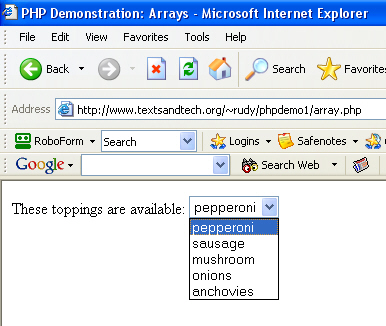 PHP Demonstration: Arrays - Microsoft Internet Explorer
File Edit View Favorites Tools Help
Back Search Favorites
Address http://www.textsandtech.org/~rudy/phpdemo1/array.php
RoboForm Search Logins Safenotes
Google Search Web
These toppings are available: pepperoni
pepperoni
sausage
mushroom
onions
anchovies